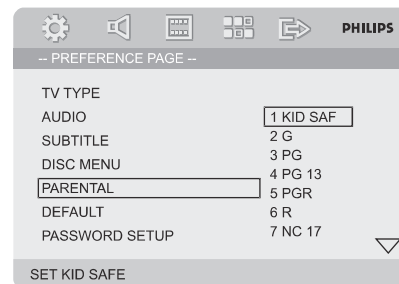 PHILIPS
-- PREFERENCE PAGE --
TV TYPE
AUDIO
SUBTITLE
DISC MENU
PARENTAL
DEFAULT
PASSWORD SETUP
1 KID SAF
2 G
3 PG
4 PG 13
5 PGR
6 R
7 NC 17
SET KID SAFE